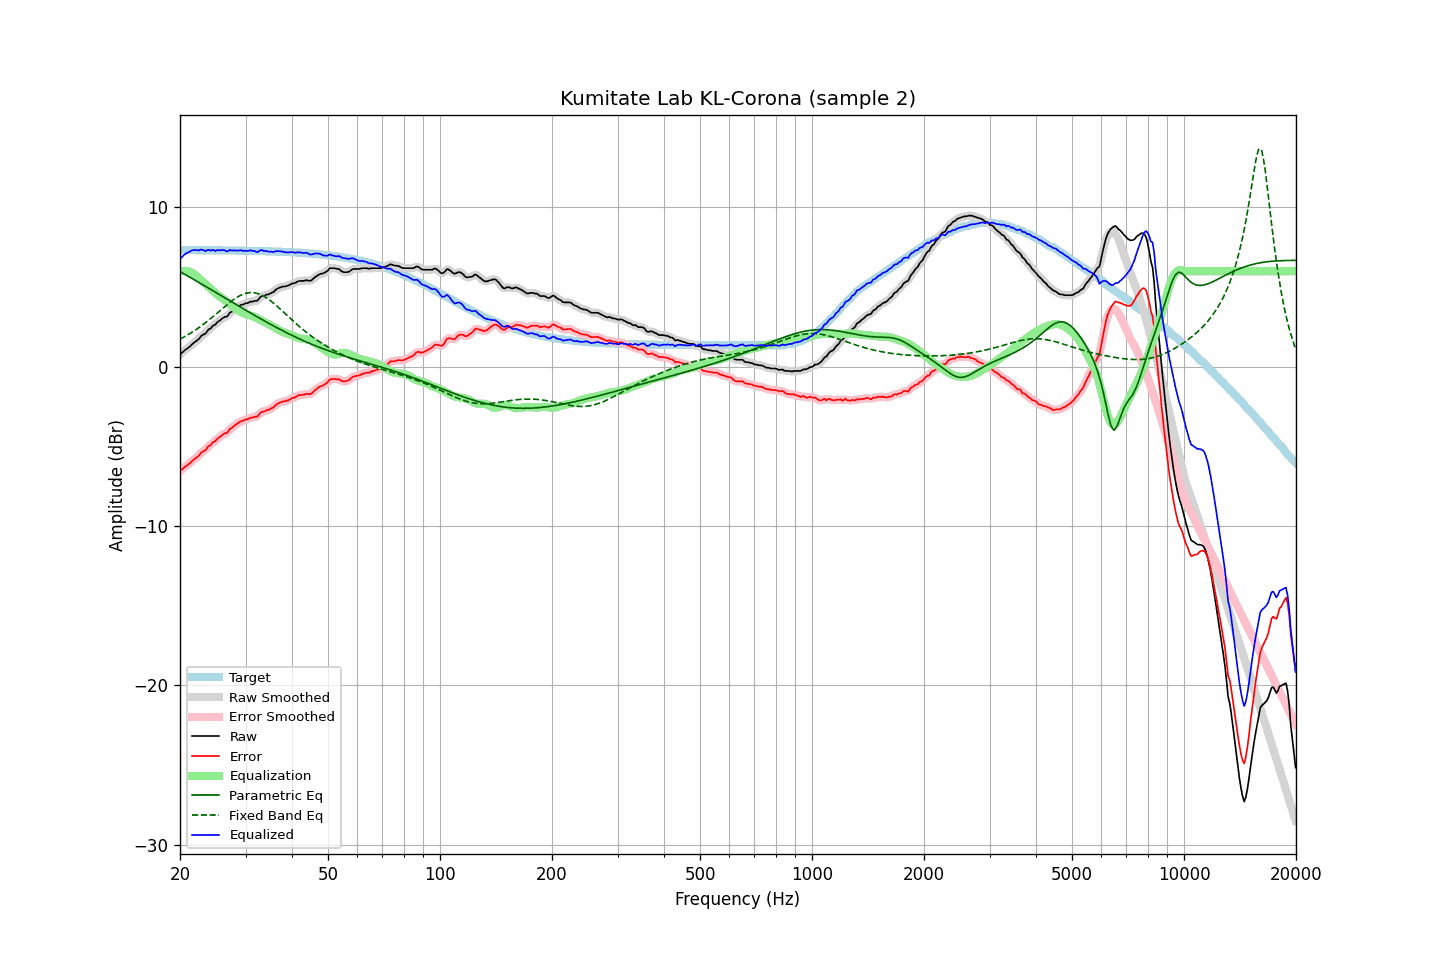 Kumitate Lab KL-Corona (sample 2)
Amplitude (dBr)
10
0
−10
−20
−30
Target
Raw Smoothed
Error Smoothed
Raw
Error
Equalization
Parametric Eq
Fixed Band Eq
Equalized
20 50 100 200 500 1000 2000 5000 10000 20000
Frequency (Hz)